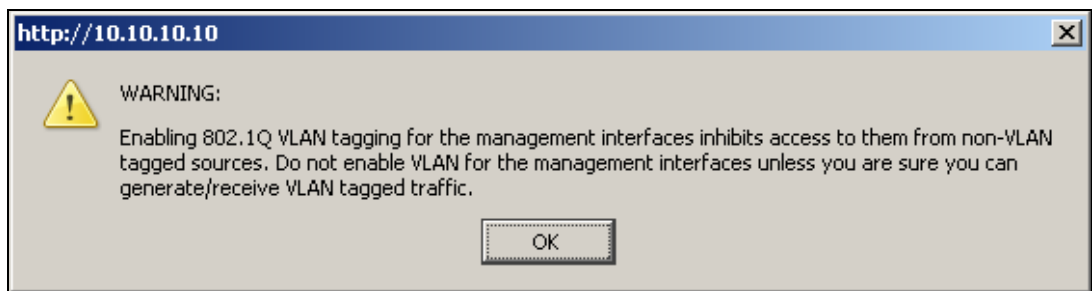 http://10.10.10.10
WARNING:
Enabling 802.1Q VLAN tagging for the management interfaces inhibits access to them from non-VLAN
tagged sources. Do not enable VLAN for the management interfaces unless you are sure you can
generate/receive VLAN tagged traffic.
OK